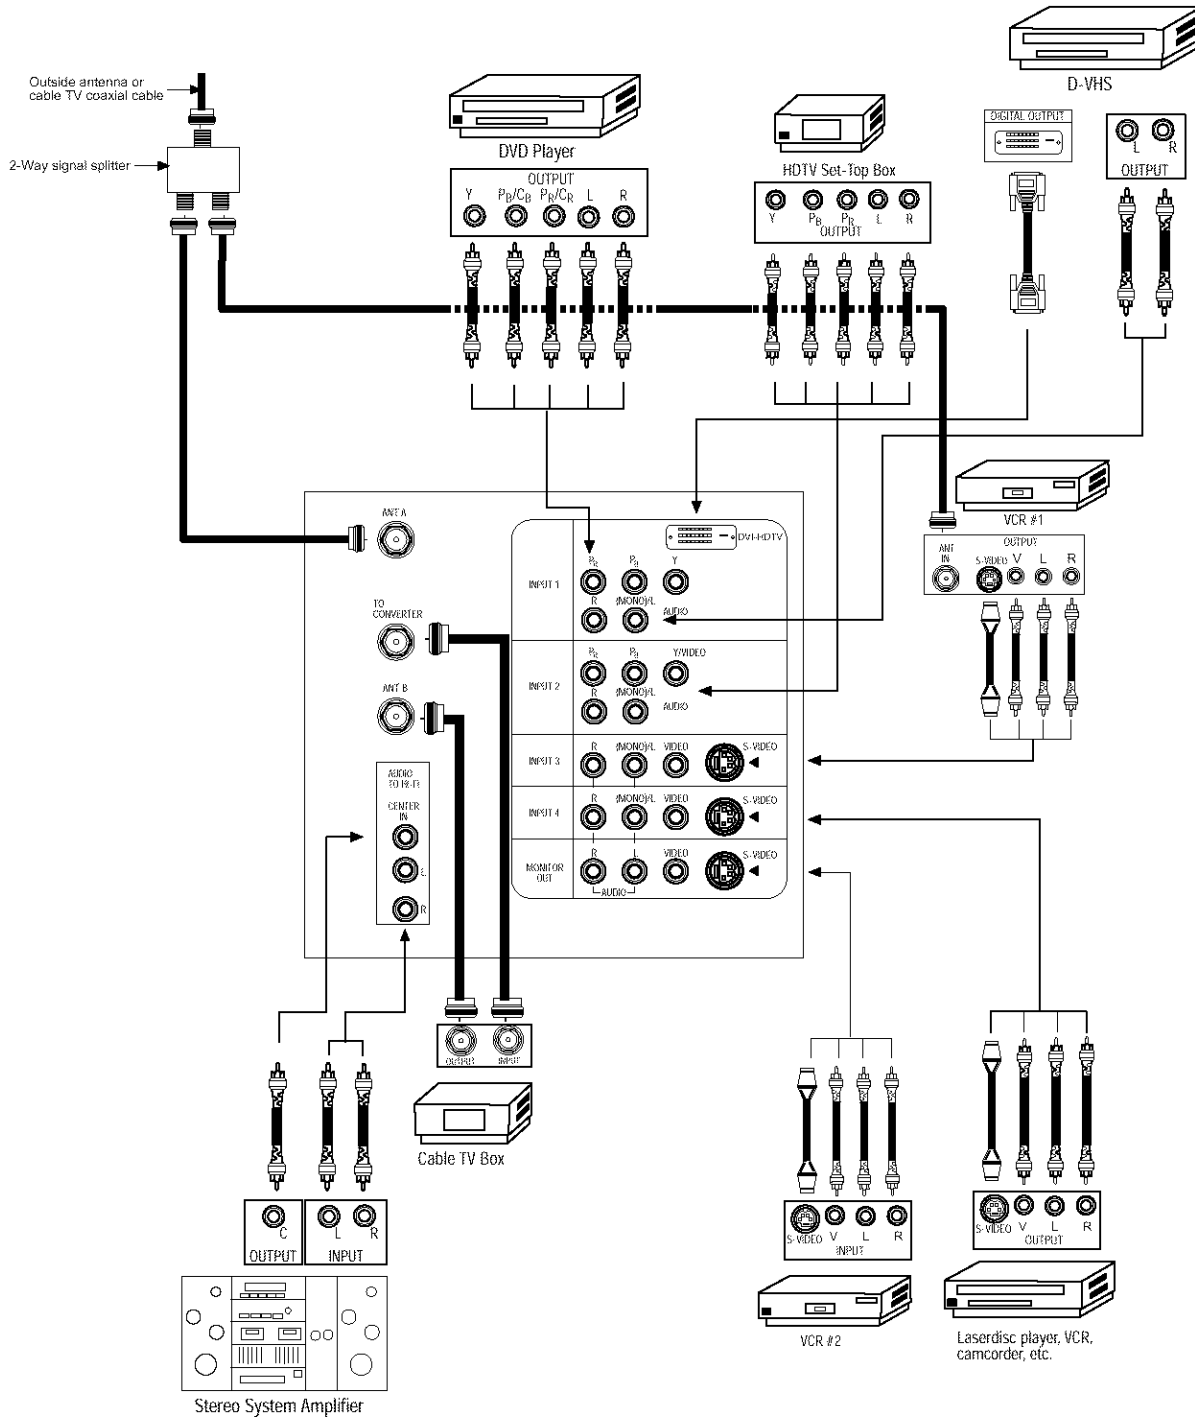 D-VHS
Outside antenna or
cable TV coaxial cable
2-Way signal splitter
DVD Player
OUTPUT
Y PB/CB PR/CR L R
HDTV Set-Top Box
Y PB PR L R
OUTPUT
DIGITAL OUTPUT
L R
OUTPUT
VCR #1
OUTPUT
ANT
IN
S-VIDEO V L R
ANT A
TO
CONVERTER
ANT B
AUDIO
TO HI-FI
CENTER
IN
L
R
DVI-HDTV
INPUT 1
PR PB Y
R (MONO)/L AUDIO
INPUT 2
PR PB Y/VIDEO
R (MONO)/L AUDIO
INPUT 3
R (MONO)/L VIDEO S-VIDEO
INPUT 4
R (MONO)/L VIDEO S-VIDEO
MONITOR
OUT
R L VIDEO S-VIDEO
AUDIO
OUTPUT INPUT
Cable TV Box
C
OUTPUT
L R
INPUT
Stereo System Amplifier
S-VIDEO V L R
INPUT
VCR #2
S-VIDEO V L R
OUTPUT
Laserdisc player, VCR,
camcorder, etc.